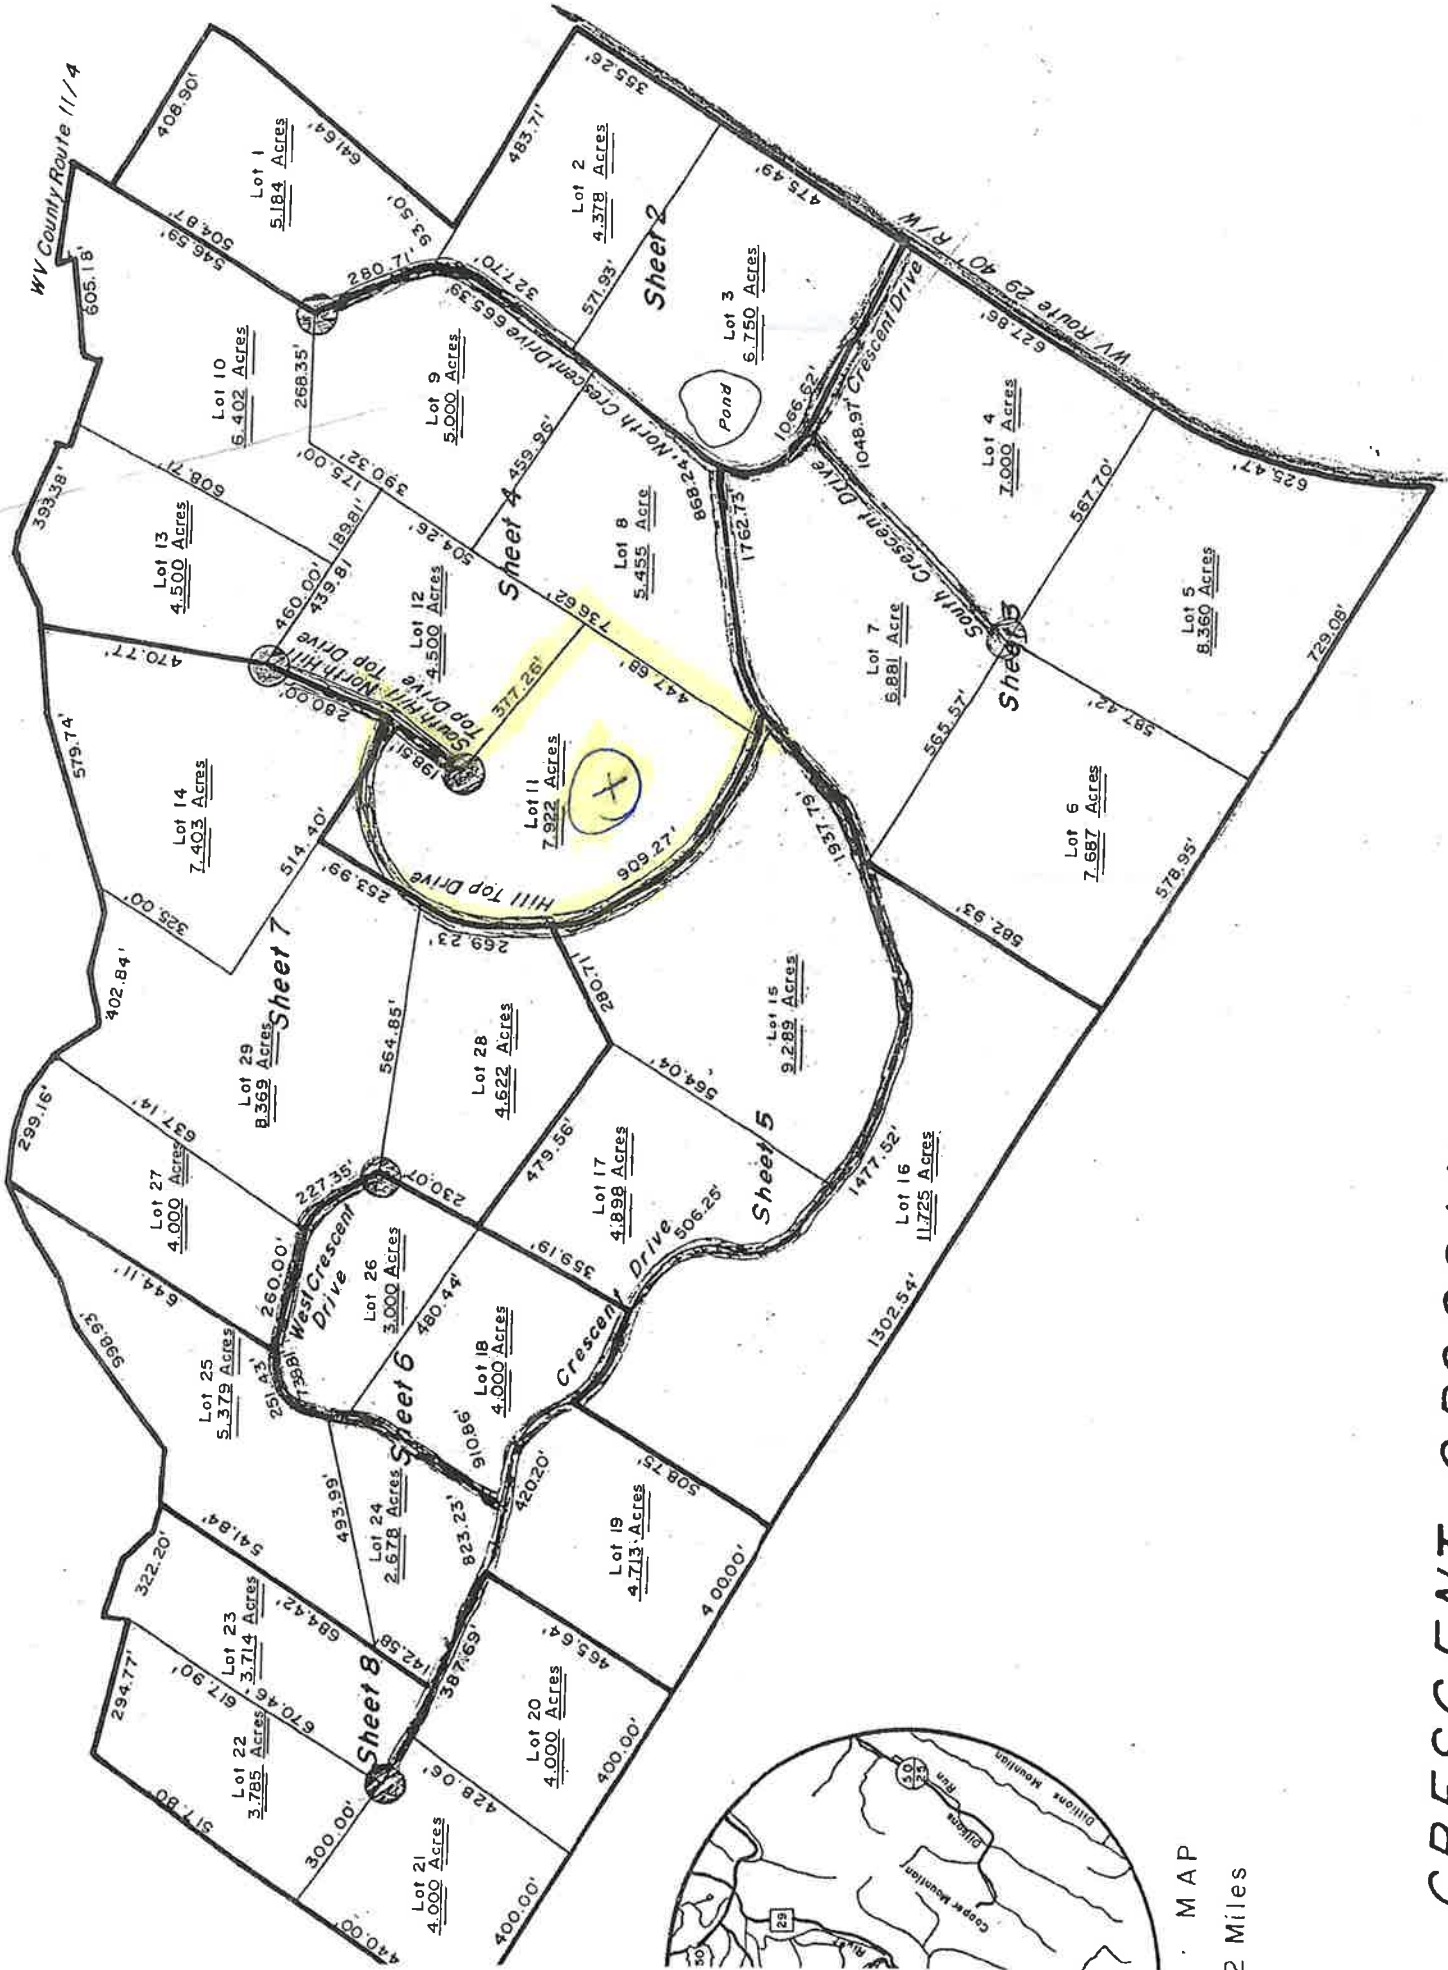 WV County Route 11/4
408.90'
641.64'
93.50'
Lot 1
5.184 Acres
504.87'
546.59'
605.18'
280.71'
483.71'
355.26'
Lot 2
4.378 Acres
327.70'
571.93'
Sheet 2
475.49'
Lot 3
6.750 Acres
Pond
1066.62'
Crescent Drive
1048.97'
WV Route 29 40' R/W
627.86'
Lot 4
7.000 Acres
567.70'
625.47'
Lot 5
8.360 Acres
729.08'
South Crescent Drive
Sheet 3
587.42'
565.57'
Lot 7
6.881 Acre
Lot 6
7.687 Acres
578.95'
582.93'
Lot 10
6.402 Acres
268.35'
175.00'
390.32'
Lot 9
5.000 Acres
North Crescent Drive 665.39'
868.24'
459.96'
Sheet 4
504.26'
Lot 8
5.455 Acre
1762.73'
736.62'
393.38'
608.71'
Lot 13
4.500 Acres
189.81'
460.00'
439.81
Lot 12
4.500 Acres
North Hill Top Drive
South Hill Top Drive
280.00'
198.51'
377.26'
447.68'
470.77'
579.74'
Lot 14
7.403 Acres
514.40'
325.00'
Lot 11
7.922 Acres
X
909.27'
Hill Top Drive
253.99'
269.23'
1937.79'
402.84'
Sheet 7
Lot 29
8.369 Acres
564.85'
Lot 28
4.622 Acres
280.71'
Lot 15
9.289 Acres
564.04'
299.16'
637.14'
Lot 27
4.000 Acres
227.35'
230.07'
479.56'
Lot 17
4.898 Acres
Sheet 5
1477.52'
Lot 16
11.725 Acres
506.25'
359.19'
Crescent Drive
1302.54'
644.11'
260.00'
West Crescent Drive
Lot 26
3.000 Acres
480.44'
998.93'
Lot 25
5.379 Acres
251.43'
739.81'
Sheet 6
Lot 18
4.000 Acres
910.86'
493.99'
Lot 24
2.678 Acres
823.23'
420.20'
508.75'
Lot 19
4.713 Acres
400.00'
541.84'
322.20'
684.42'
142.58'
Lot 23
3.714 Acres
387.69'
465.64'
294.77'
617.90'
670.46'
Sheet 8
Lot 22
3.785 Acres
Lot 20
4.000 Acres
400.00'
428.06'
517.80'
300.00'
Lot 21
4.000 Acres
440.00'
400.00'
50
29
River
Copper Mountian
Dillsons Run
50
25
Dillions Mountian
MAP
2 Miles